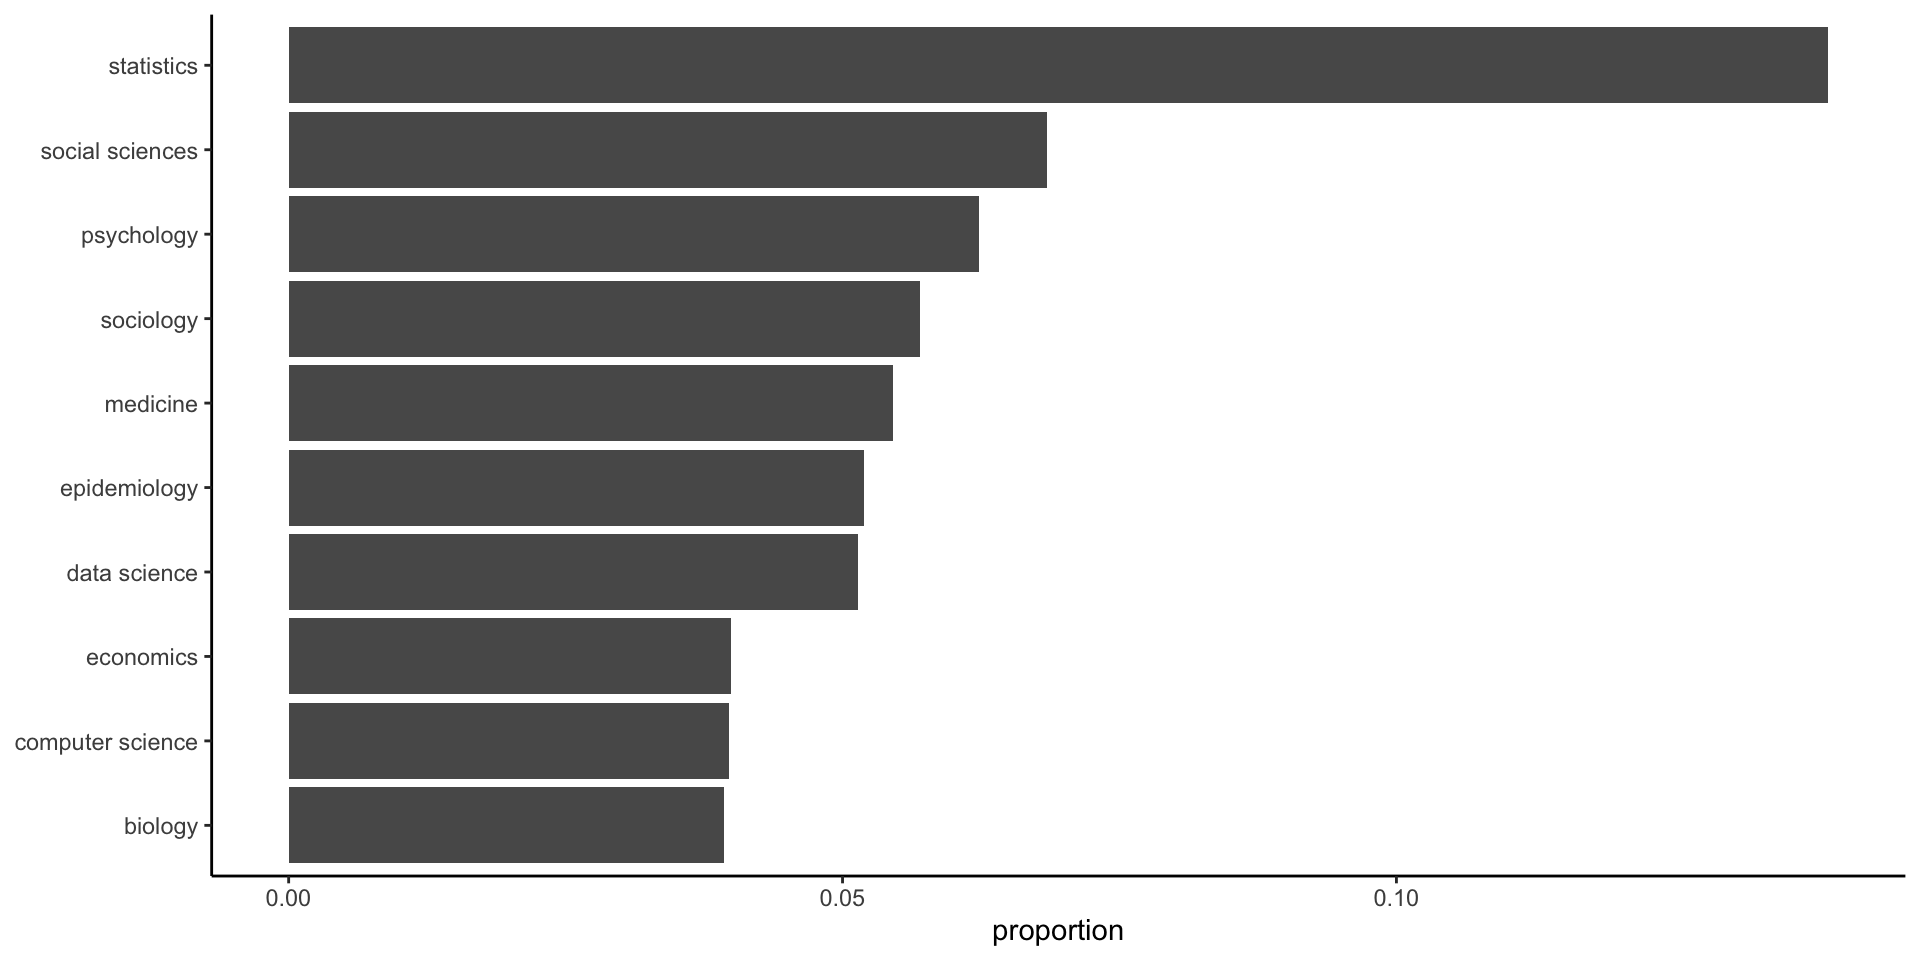 statistics
social sciences
psychology
sociology
medicine
epidemiology
data science
economics
computer science
biology
0.00 0.05 0.10
proportion